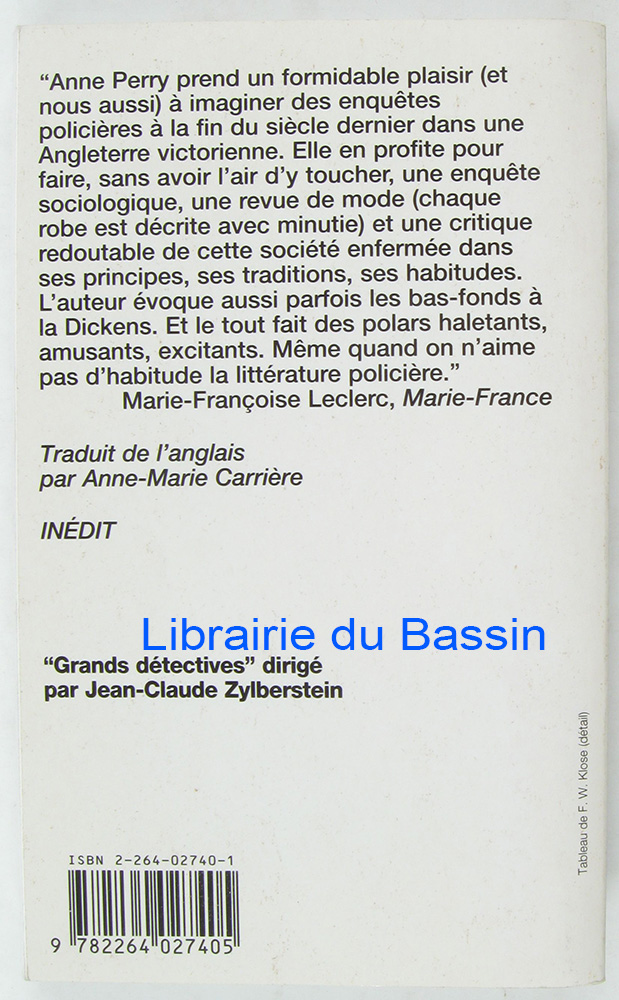 “Anne Perry prend un formidable plaisir (et
nous aussi) à imaginer des enquêtes
policières à la fin du siècle dernier dans une
Angleterre victorienne. Elle en profite pour
faire, sans avoir l’air d’y toucher, une enquête
sociologique, une revue de mode (chaque
robe est décrite avec minutie) et une critique
redoutable de cette société enfermée dans
ses principes, ses traditions, ses habitudes.
L’auteur évoque aussi parfois les bas-fonds à
la Dickens. Et le tout fait des polars haletants,
amusants, excitants. Même quand on n’aime
pas d’habitude la littérature policière.”
Marie-Françoise Leclerc, Marie-France
Traduit de l’anglais
par Anne-Marie Carrière
INÉDIT
Librairie du Bassin
“Grands détectives” dirigé
par Jean-Claude Zylberstein
Tableau de F. W. Klose (détail)
ISBN 2-264-02740-1
9 782264 027405